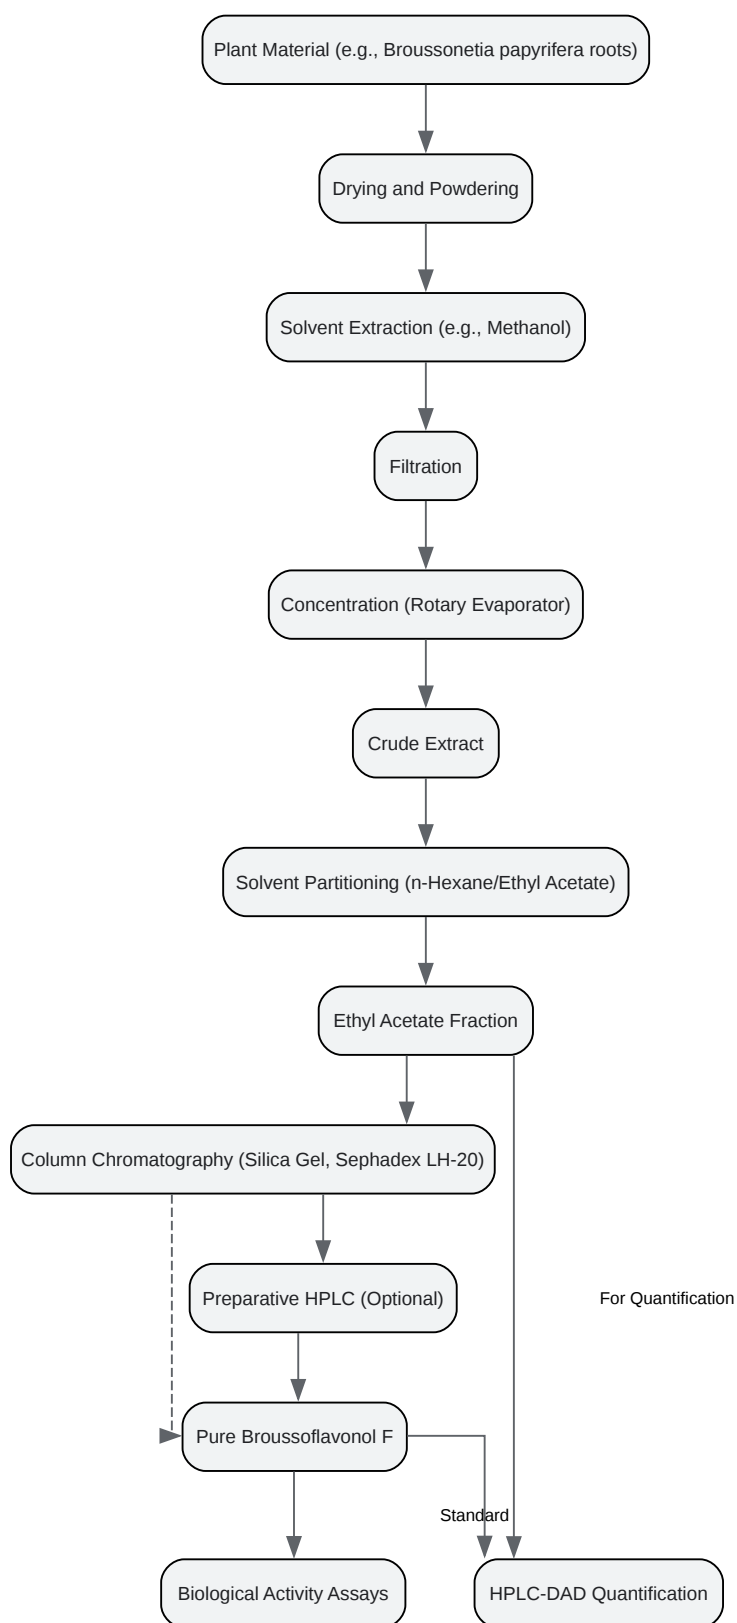 Plant Material (e.g., Broussonetia papyrifera roots)
Drying and Powdering
Solvent Extraction (e.g., Methanol)
Filtration
Concentration (Rotary Evaporator)
Crude Extract
Solvent Partitioning (n-Hexane/Ethyl Acetate)
Ethyl Acetate Fraction
Column Chromatography (Silica Gel, Sephadex LH-20)
Preparative HPLC (Optional)
For Quantification
Pure Broussoflavonol F
Standard
Biological Activity Assays
HPLC-DAD Quantification